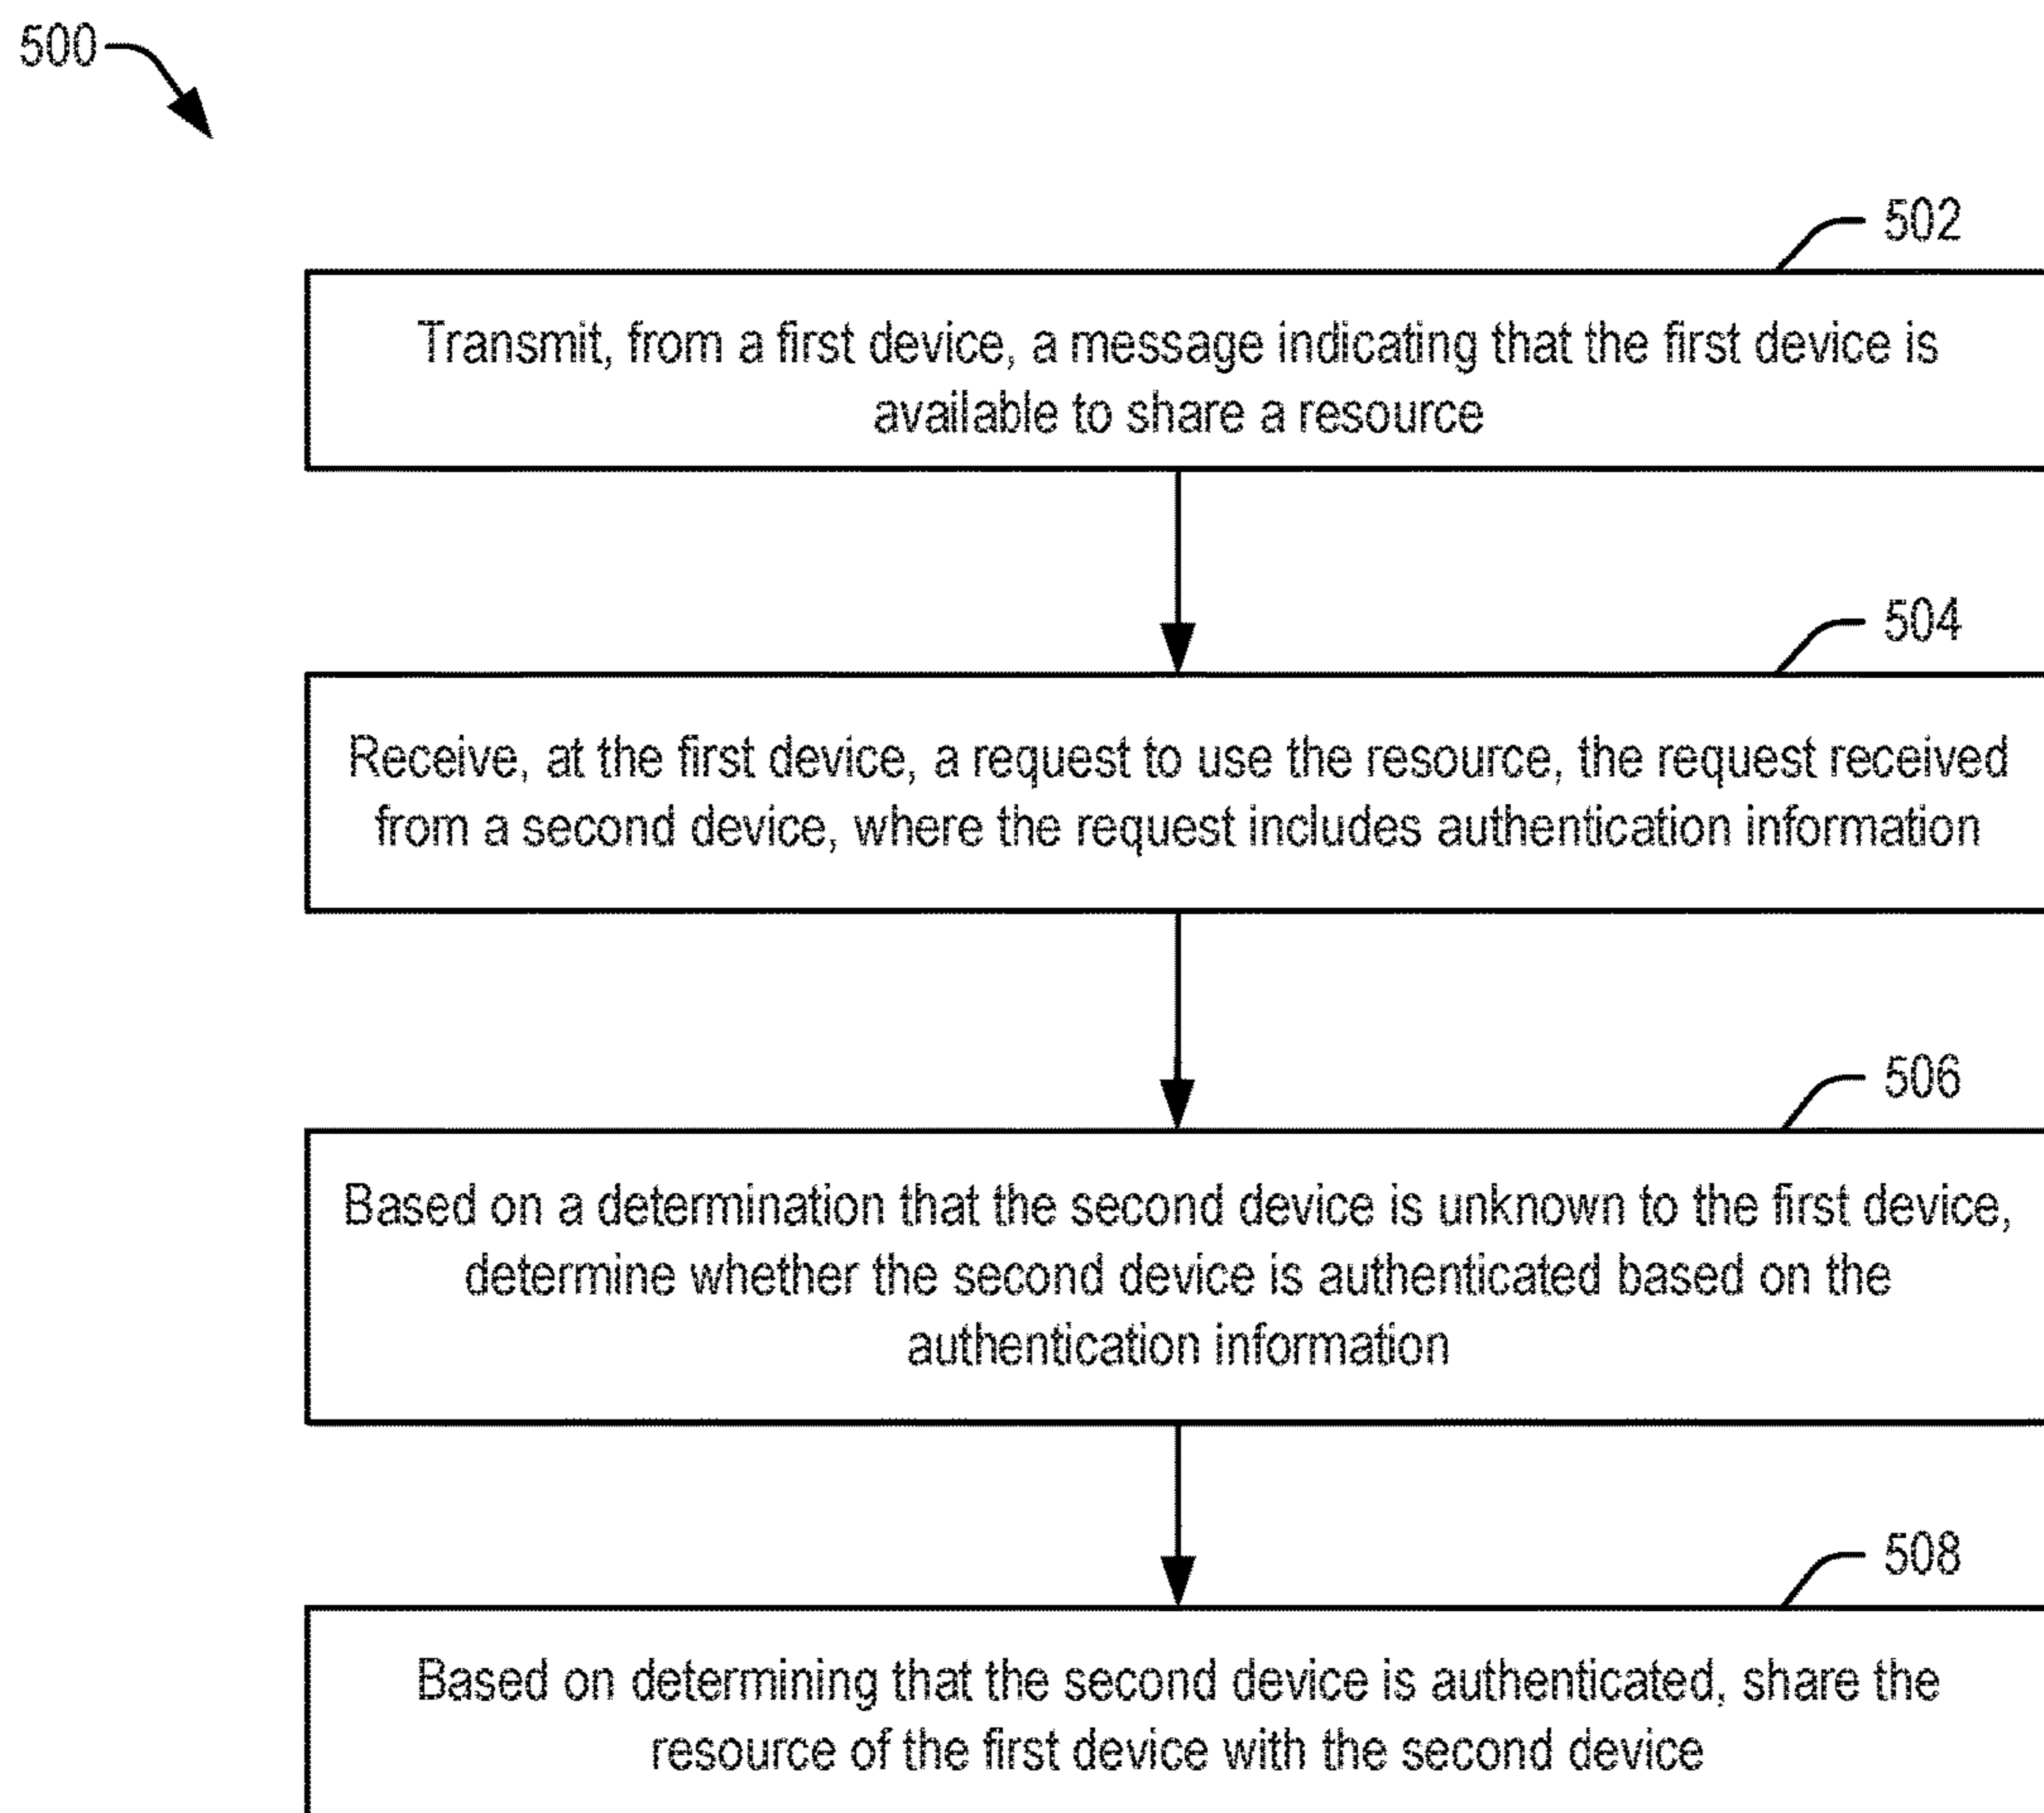 500
502
Transmit, from a first device, a message indicating that the first device is
available to share a resource
504
Receive, at the first device, a request to use the resource, the request received
from a second device, where the request includes authentication information
506
Based on a determination that the second device is unknown to the first device,
determine whether the second device is authenticated based on the
authentication information
508
Based on determining that the second device is authenticated, share the
resource of the first device with the second device